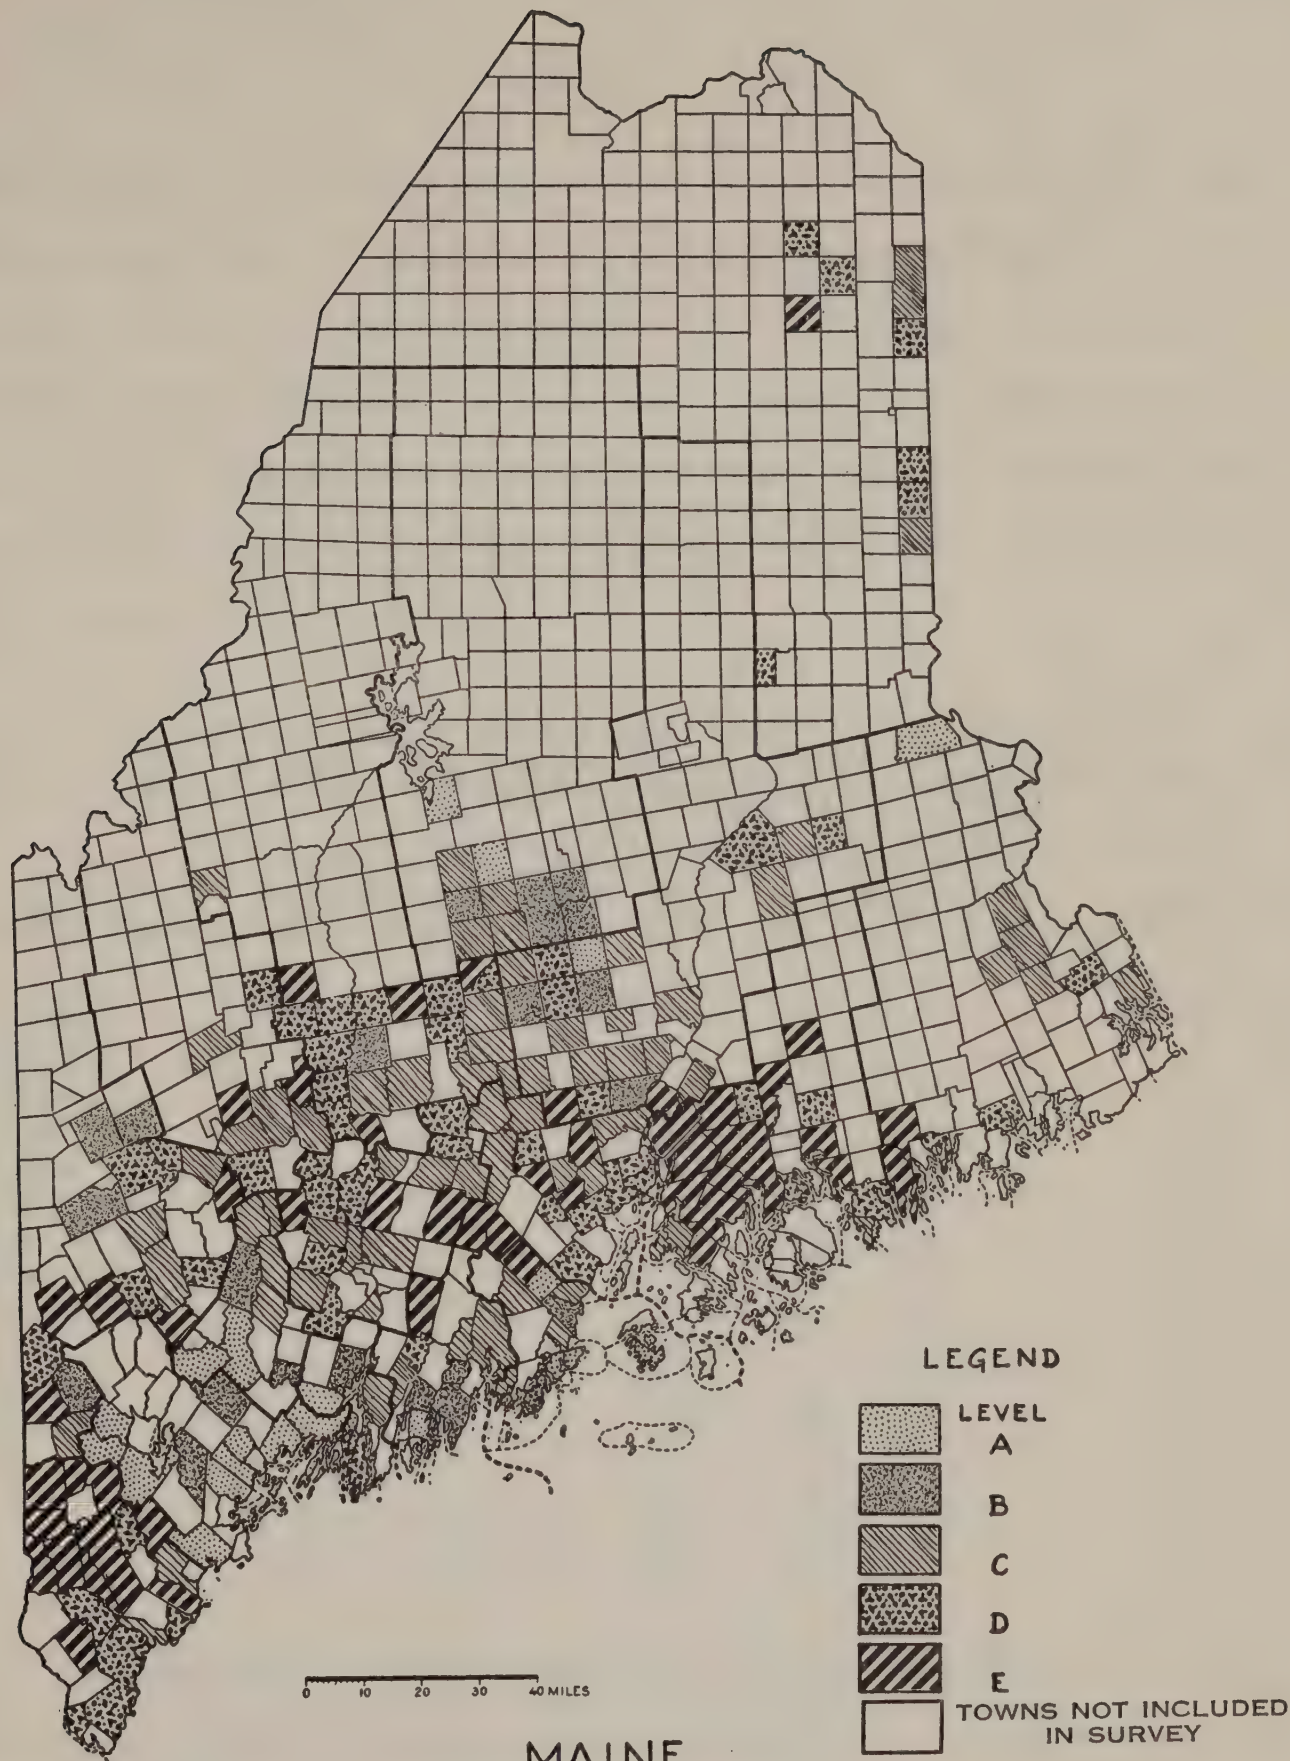 LEGEND
LEVEL
A
B
C
D
E
TOWNS NOT INCLUDED
IN SURVEY
0 10 20 30 40 MILES
MAINE